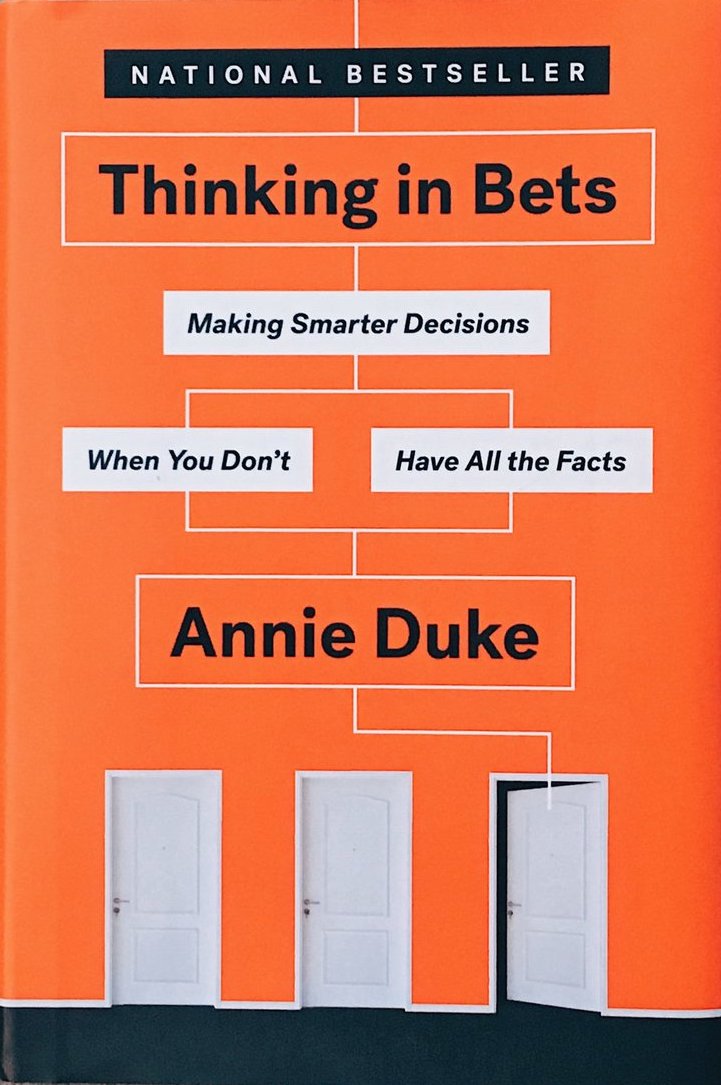 NATIONAL BESTSELLER
Thinking in Bets
Making Smarter Decisions
When You Don't
Have All the Facts
Annie Duke